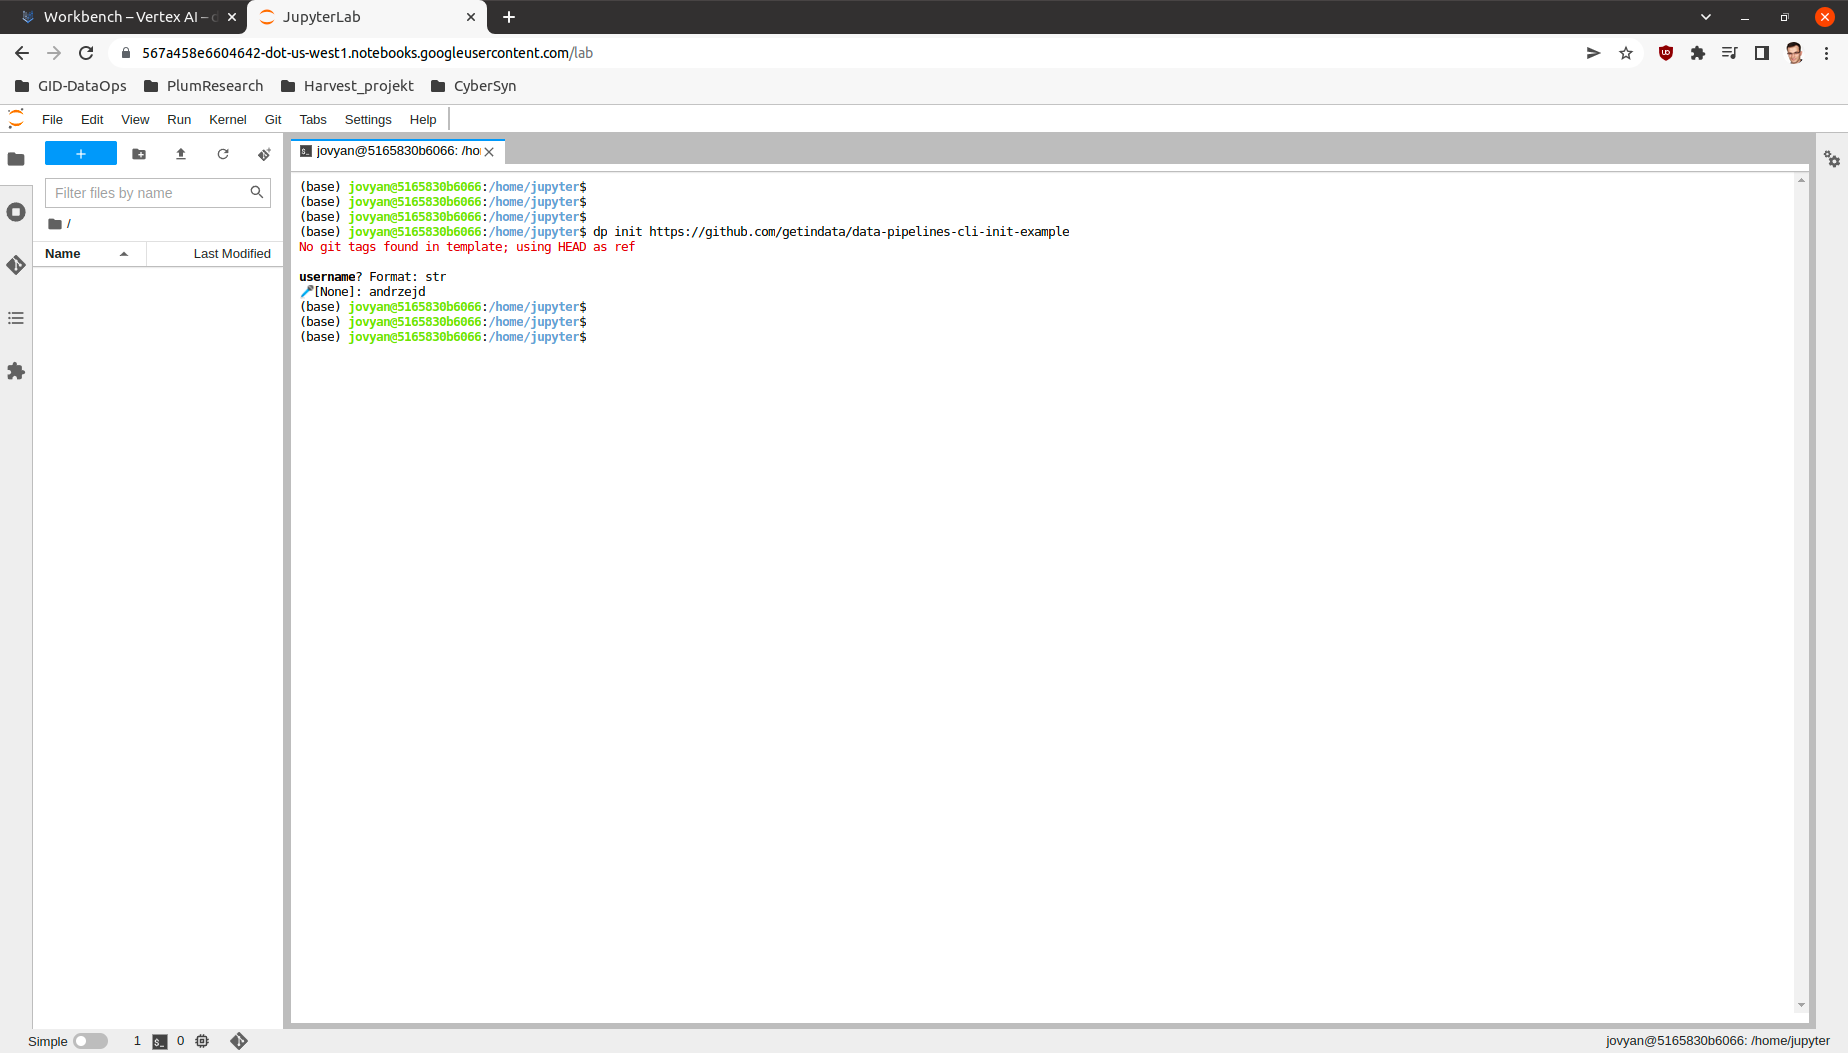 Workbench – Vertex AI –
JupyterLab
567a458e6604642-dot-us-west1.notebooks.googleusercontent.com/lab
GID-DataOps
PlumResearch
Harvest_projekt
CyberSyn
File
Edit
View
Run
Kernel
Git
Tabs
Settings
Help
jovyan@5165830b6066: /ho
Filter files by name
/
Name
Last Modified
(base) jovyan@5165830b6066:/home/jupyter$
(base) jovyan@5165830b6066:/home/jupyter$
(base) jovyan@5165830b6066:/home/jupyter$
(base) jovyan@5165830b6066:/home/jupyter$ dp init https://github.com/getindata/data-pipelines-cli-init-example
No git tags found in template; using HEAD as ref
username? Format: str
🎤[None]: andrzejd
(base) jovyan@5165830b6066:/home/jupyter$
(base) jovyan@5165830b6066:/home/jupyter$
(base) jovyan@5165830b6066:/home/jupyter$
Simple
1
0
jovyan@5165830b6066: /home/jupyter